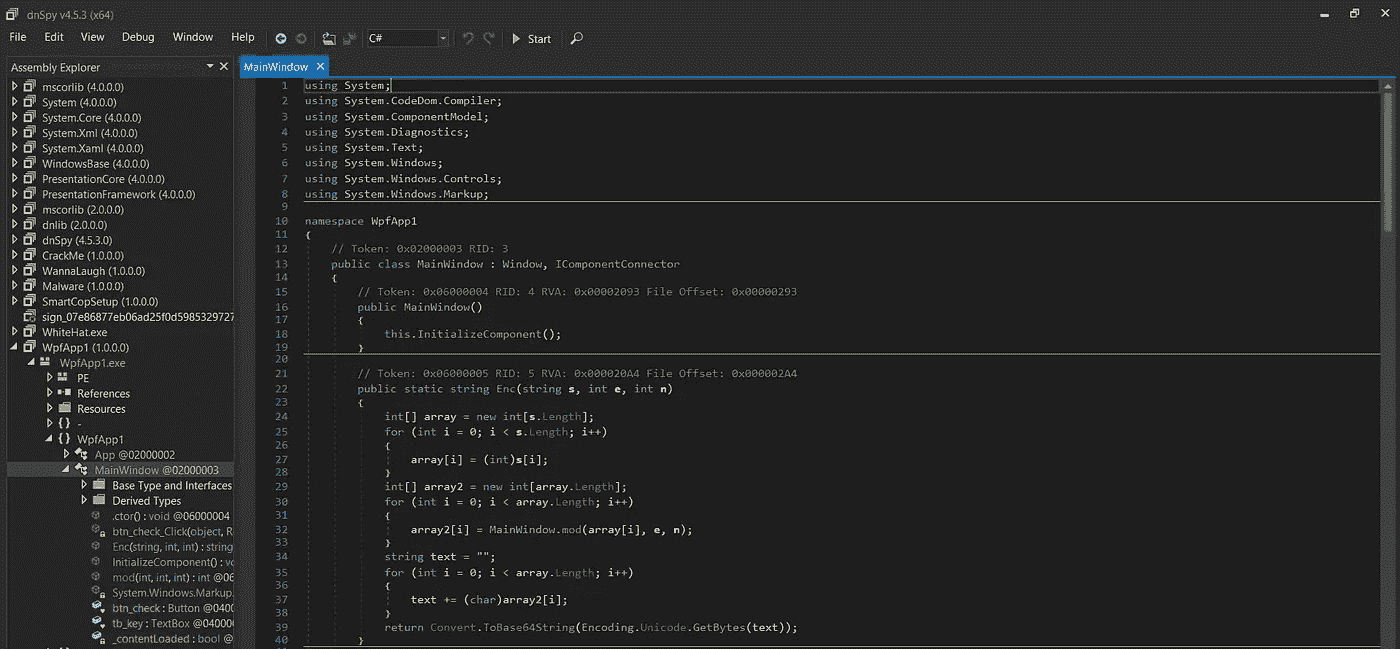 dnSpy v4.5.3 (x64)
File Edit View Debug Window Help C# Start
Assembly Explorer
mscorlib (4.0.0.0)
System (4.0.0.0)
System.Core (4.0.0.0)
System.Xml (4.0.0.0)
System.Xaml (4.0.0.0)
WindowsBase (4.0.0.0)
PresentationCore (4.0.0.0)
PresentationFramework (4.0.0.0)
mscorlib (2.0.0.0)
dnlib (2.0.0.0)
dnSpy (4.5.3.0)
CrackMe (1.0.0.0)
WannaLaugh (1.0.0.0)
Malware (1.0.0.0)
SmartCopSetup (1.0.0.0)
sign_07e86877eb06ad25f0d5985329727
WhiteHat.exe
WpfApp1 (1.0.0.0)
WpfApp1.exe
PE
References
Resources
{ } -
{ } WpfApp1
App @02000002
MainWindow @02000003
Base Type and Interfaces
Derived Types
.ctor() : void @06000004
btn_check_Click(object, R
Enc(string, int, int) : string
InitializeComponent() : vo
mod(int, int, int) : int @06
System.Windows.Markup.
btn_check : Button @0400
tb_key : TextBox @040000
_contentLoaded : bool @
MainWindow
1 using System;
2 using System.CodeDom.Compiler;
3 using System.ComponentModel;
4 using System.Diagnostics;
5 using System.Text;
6 using System.Windows;
7 using System.Windows.Controls;
8 using System.Windows.Markup;
9
10 namespace WpfApp1
11 {
12 // Token: 0x02000003 RID: 3
13 public class MainWindow : Window, IComponentConnector
14 {
15 // Token: 0x06000004 RID: 4 RVA: 0x00002093 File Offset: 0x00000293
16 public MainWindow()
17 {
18 this.InitializeComponent();
19 }
20
21 // Token: 0x06000005 RID: 5 RVA: 0x000020A4 File Offset: 0x000002A4
22 public static string Enc(string s, int e, int n)
23 {
24 int[] array = new int[s.Length];
25 for (int i = 0; i < s.Length; i++)
26 {
27 array[i] = (int)s[i];
28 }
29 int[] array2 = new int[array.Length];
30 for (int i = 0; i < array.Length; i++)
31 {
32 array2[i] = MainWindow.mod(array[i], e, n);
33 }
34 string text = "";
35 for (int i = 0; i < array.Length; i++)
36 {
37 text += (char)array2[i];
38 }
39 return Convert.ToBase64String(Encoding.Unicode.GetBytes(text));
40 }